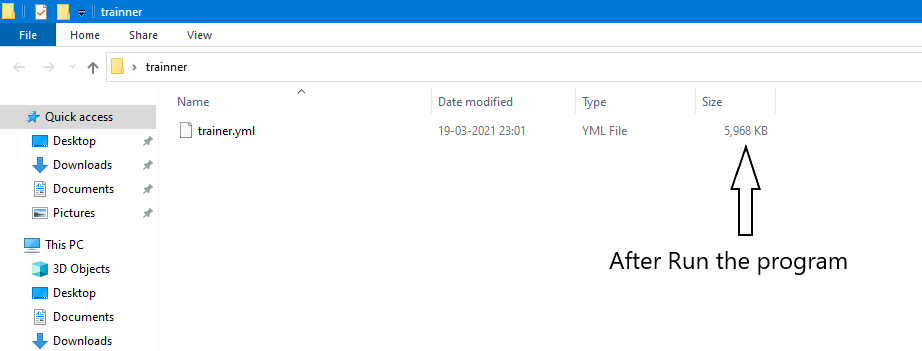 trainner
File Home Share View
trainner
Name Date modified Type Size
Quick access
trainer.yml 19-03-2021 23:01 YML File 5,968 KB
Desktop
Downloads
Documents
Pictures
After Run the program
This PC
3D Objects
Desktop
Documents
Downloads